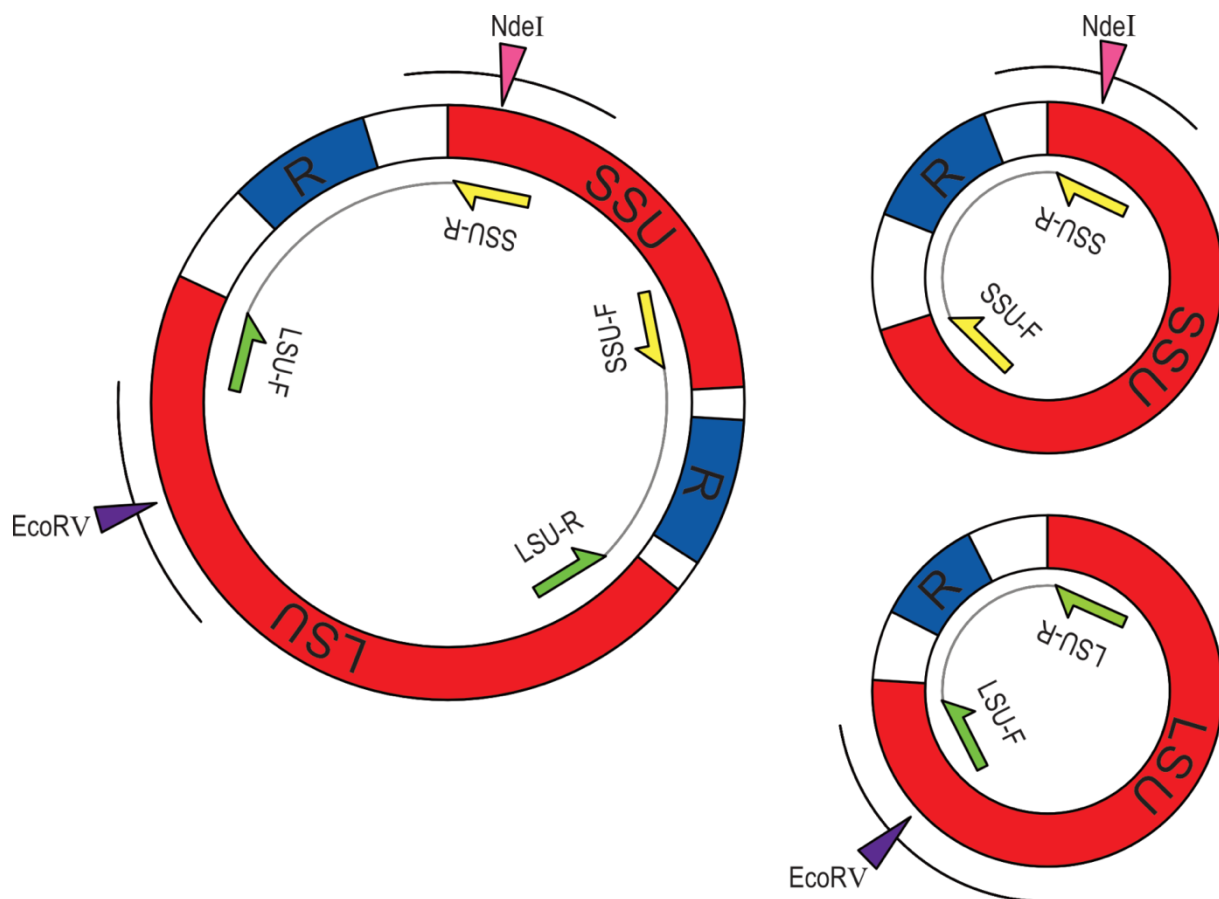 NdeI
R
SSU
SSU-R
SSU-F
LSU-F
R
LSU-R
EcoRV
LSU
NdeI
R
SSU-R
SSU-F
SSU
R
LSU-R
LSU-F
LSU
EcoRV